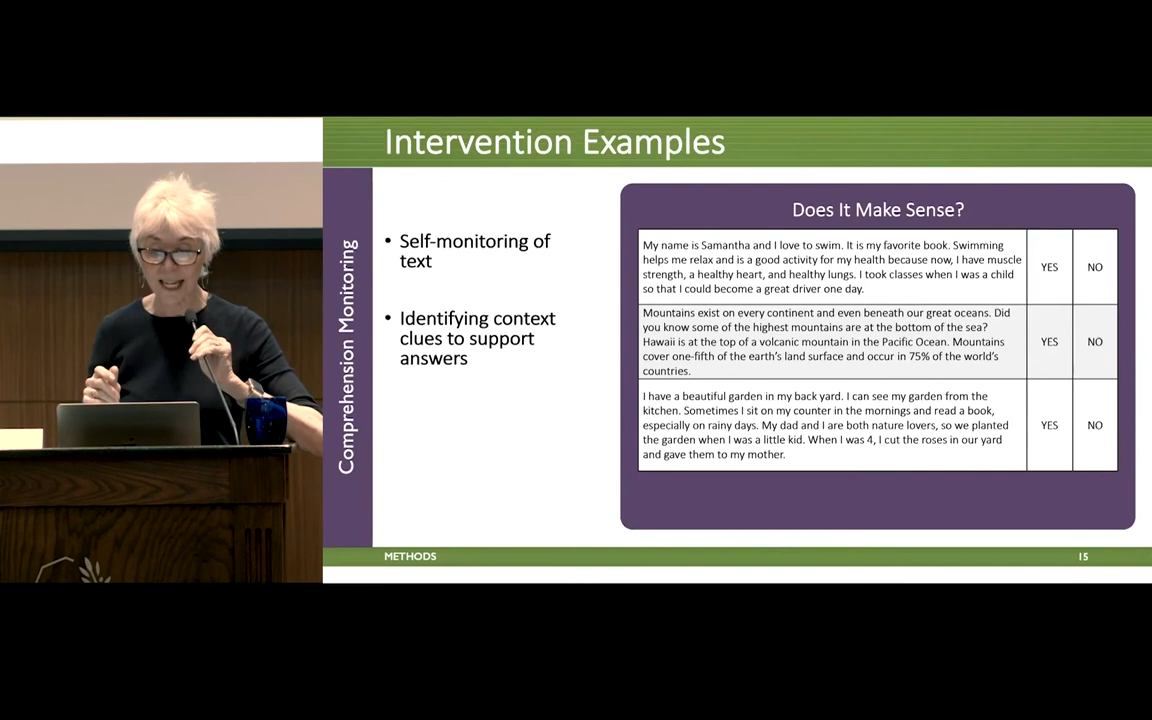 Intervention Examples
Comprehension Monitoring
• Self-monitoring of
text
• Identifying context
clues to support
answers
Does It Make Sense?
My name is Samantha and I love to swim. It is my favorite book. Swimming
helps me relax and is a good activity for my health because now, I have muscle
strength, a healthy heart, and healthy lungs. I took classes when I was a child
so that I could become a great driver one day.
YES NO
Mountains exist on every continent and even beneath our great oceans. Did
you know some of the highest mountains are at the bottom of the sea?
Hawaii is at the top of a volcanic mountain in the Pacific Ocean. Mountains
cover one-fifth of the earth's land surface and occur in 75% of the world's
countries.
YES NO
I have a beautiful garden in my back yard. I can see my garden from the
kitchen. Sometimes I sit on my counter in the mornings and read a book,
especially on rainy days. My dad and I are both nature lovers, so we planted
the garden when I was a little kid. When I was 4, I cut the roses in our yard
and gave them to my mother.
YES NO
METHODS 15